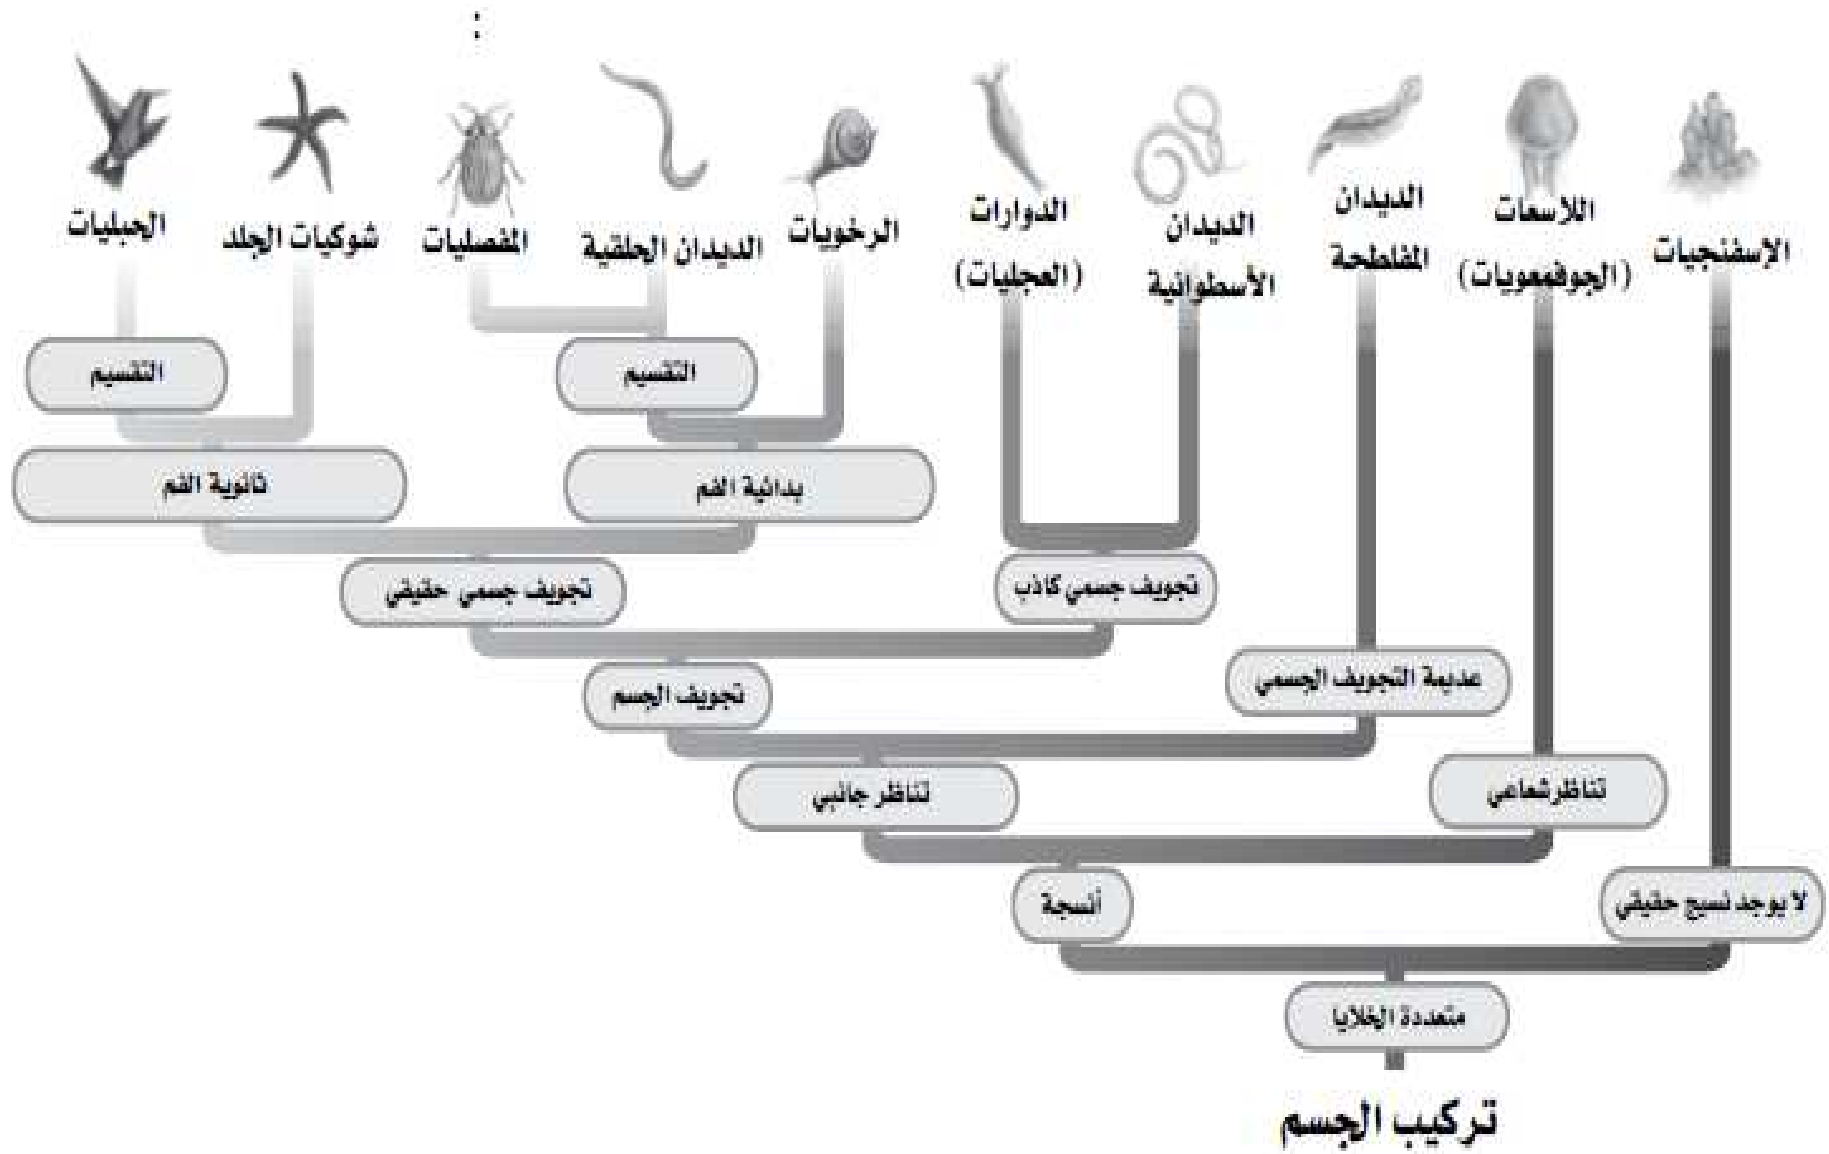 :
الإسفنجيات
اللاسعات
(الجوفمعويات)
الديدان
المفلطحة
الديدان
الأسطوانية
الدوارات
(العجليات)
الرخويات
الديدان الحلقية
المفصليات
شوكيات الجلد
الحبليات
التقسيم
التقسيم
بدائية الفم
ثانوية الفم
تجويف جسمي كاذب
تجويف جسمي حقيقي
عديمة التجويف الجسمي
تجويف الجسم
تناظر شعاعي
تناظر جانبي
لا يوجد نسيج حقيقي
أنسجة
متعددة الخلايا
تركيب الجسم